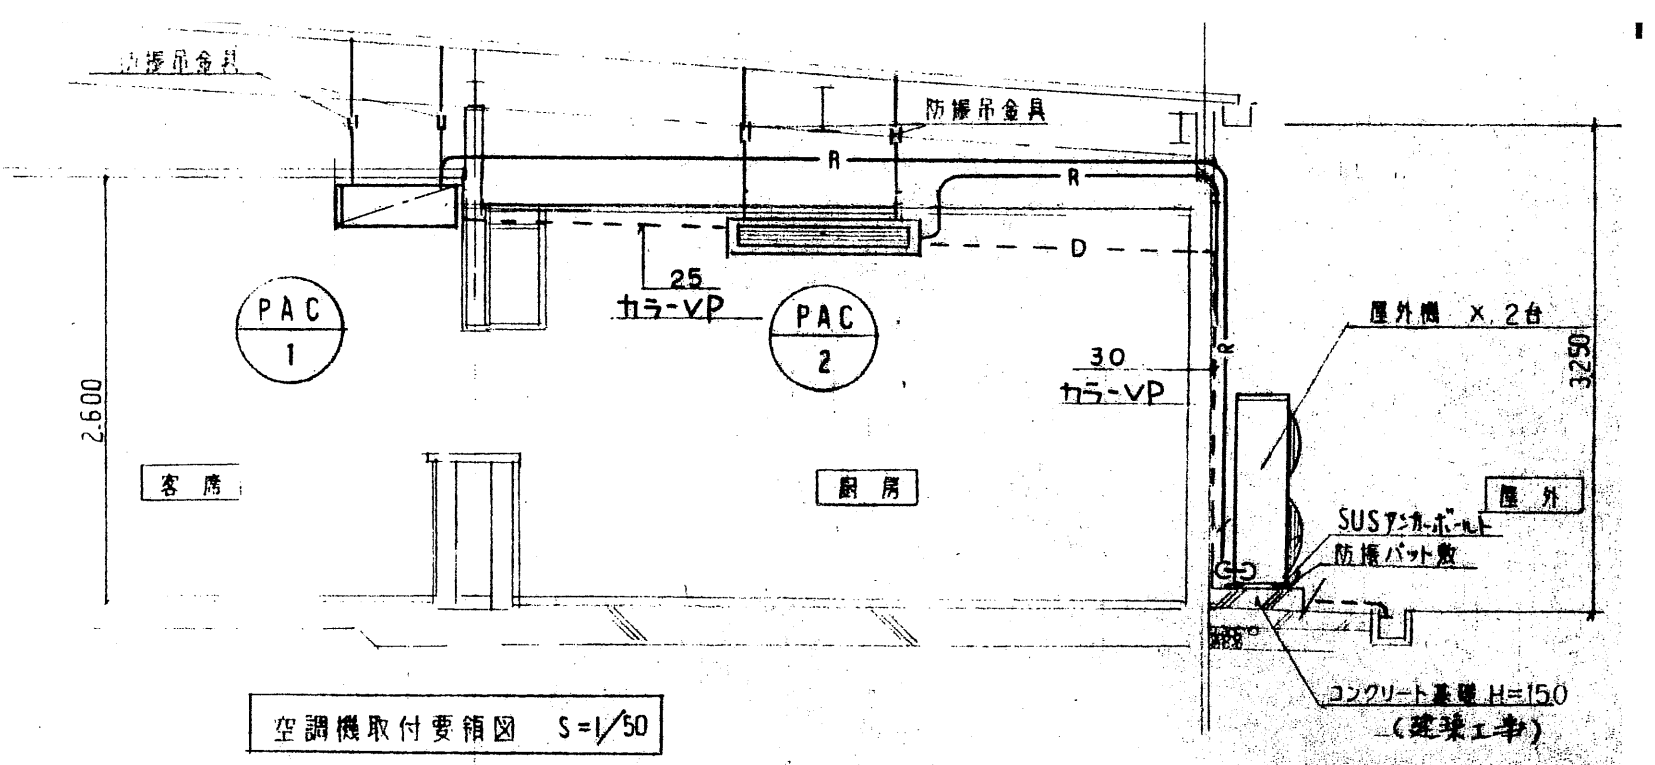 防振吊金具
防振吊金具
R
R
D
25
カラーVP
PAC
1
PAC
2
30
カラーVP
R
屋外機 × 2台
3250
2.600
客席
厨房
屋外
SUSアンカーボールト
防振パット敷
コンクリート基礎 H=150
(建築工事)
空調機取付要領図 S=1/50